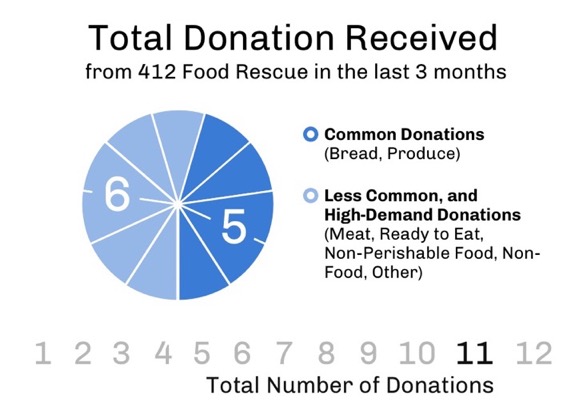 Total Donation Received
from 412 Food Rescue in the last 3 months
Common Donations
(Bread, Produce)
6
5
Less Common, and
High-Demand Donations
(Meat, Ready to Eat,
Non-Perishable Food, Non-
Food, Other)
1 2 3 4 5 6 7 8 9 10 11 12
Total Number of Donations